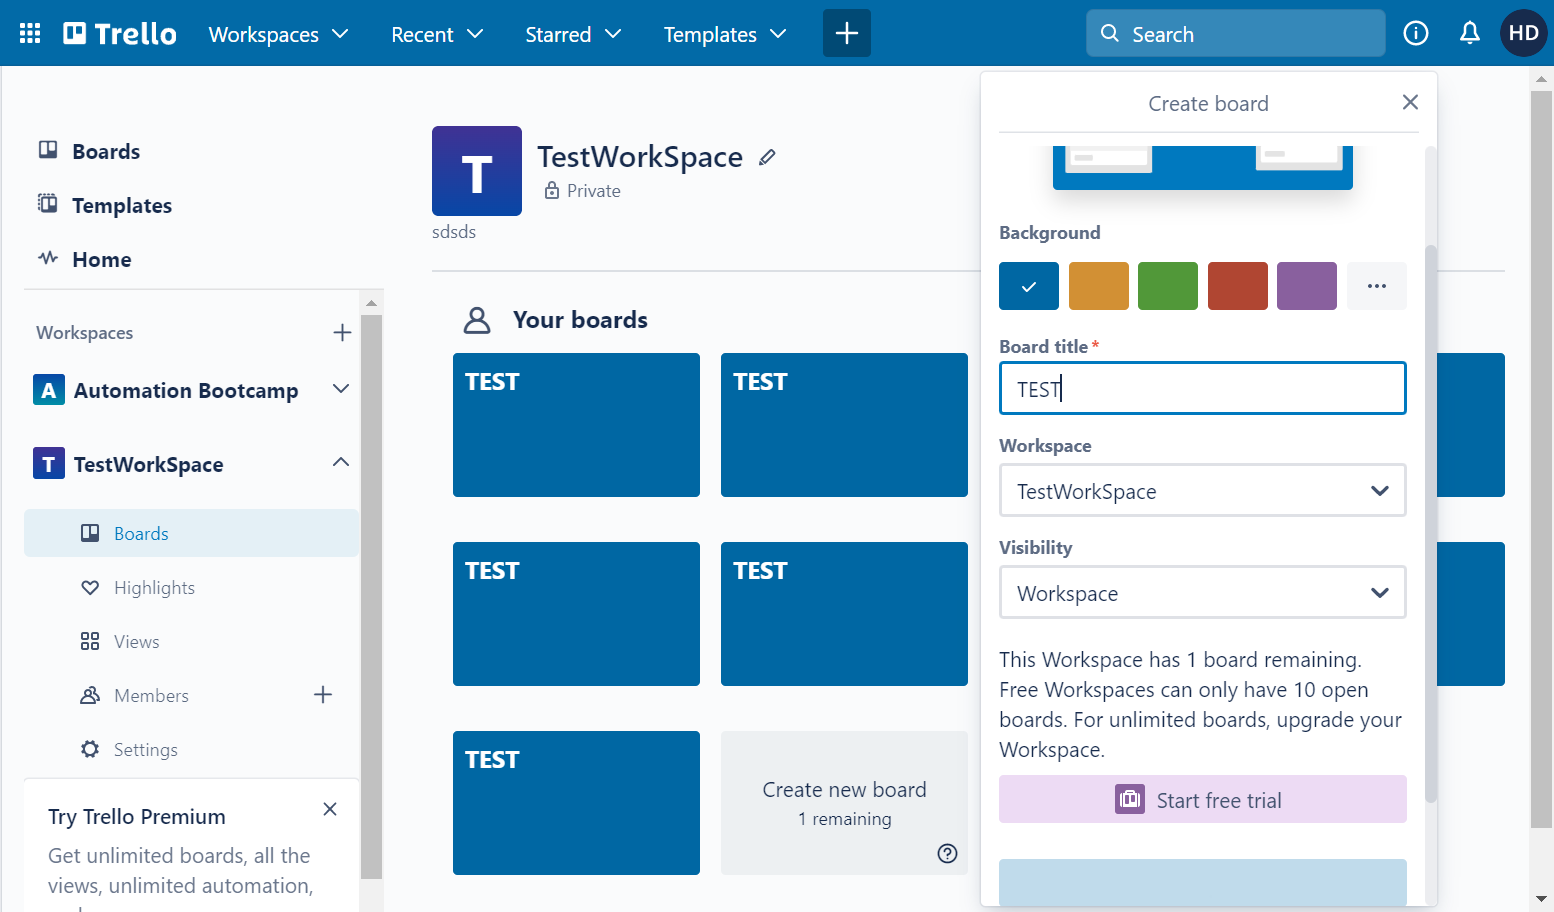 Trello
Workspaces
Recent
Starred
Templates
Search
HD
Boards
Templates
Home
Workspaces
A Automation Bootcamp
T TestWorkSpace
Boards
Highlights
Views
Members
Settings
Try Trello Premium
Get unlimited boards, all the
views, unlimited automation,
T
TestWorkSpace
Private
sdsds
Your boards
TEST
TEST
TEST
TEST
TEST
Create new board
1 remaining
Create board
Background
Board title*
TEST
Workspace
TestWorkSpace
Visibility
Workspace
This Workspace has 1 board remaining.
Free Workspaces can only have 10 open
boards. For unlimited boards, upgrade your
Workspace.
Start free trial